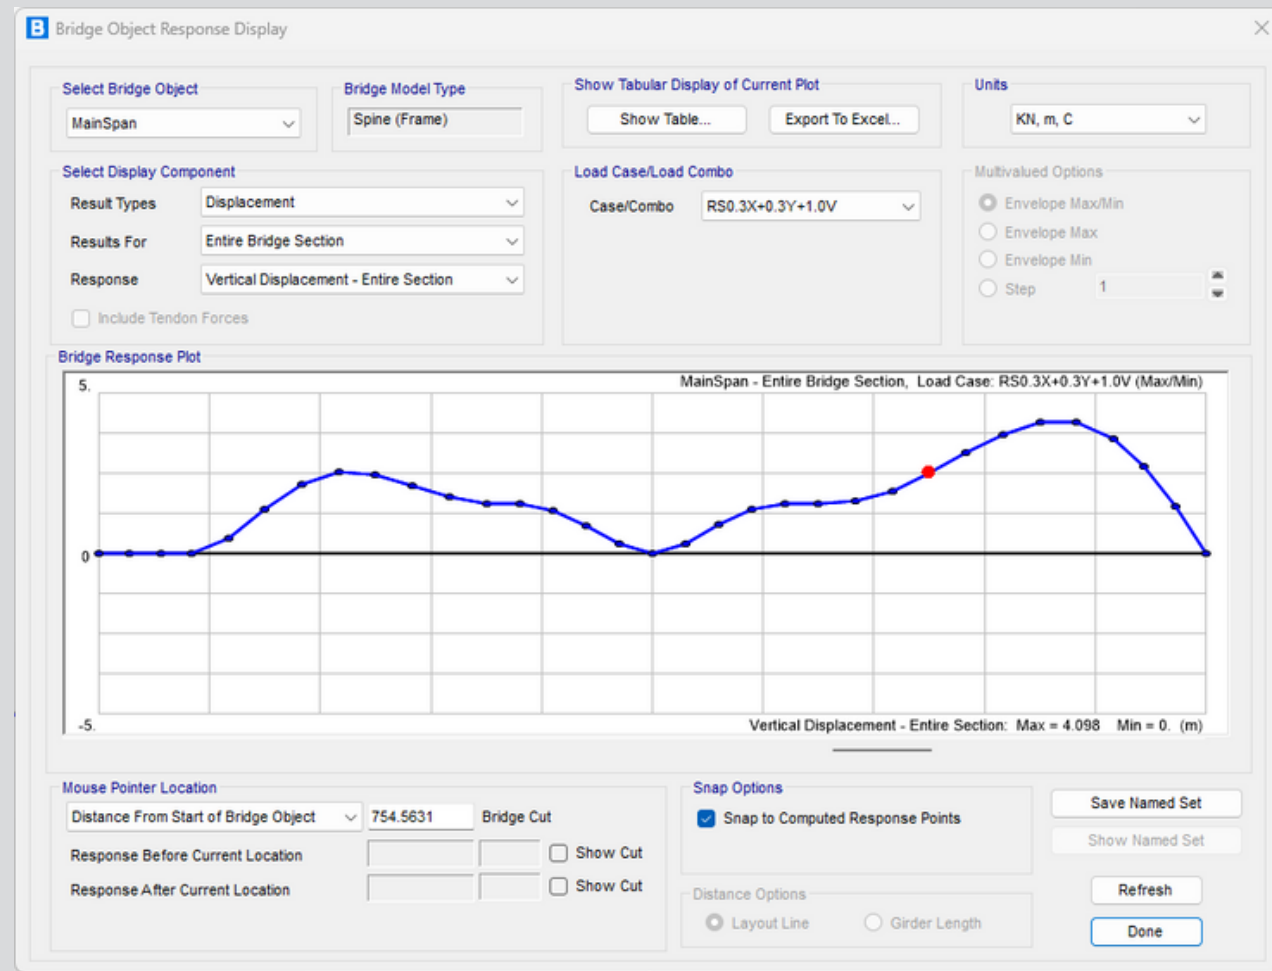 B Bridge Object Response Display
Select Bridge Object
MainSpan
Bridge Model Type
Spine (Frame)
Show Tabular Display of Current Plot
Show Table...
Export To Excel...
Units
KN, m, C
Select Display Component
Result Types
Displacement
Results For
Entire Bridge Section
Response
Vertical Displacement - Entire Section
Include Tendon Forces
Load Case/Load Combo
Case/Combo
RS0.3X+0.3Y+1.0V
Multivalued Options
Envelope Max/Min
Envelope Max
Envelope Min
Step
1
Bridge Response Plot
5.
MainSpan - Entire Bridge Section, Load Case: RS0.3X+0.3Y+1.0V (Max/Min)
0
-5.
Vertical Displacement - Entire Section: Max = 4.098 Min = 0. (m)
Mouse Pointer Location
Distance From Start of Bridge Object
754.5631
Bridge Cut
Response Before Current Location
Show Cut
Response After Current Location
Show Cut
Snap Options
Snap to Computed Response Points
Distance Options
Layout Line
Girder Length
Save Named Set
Show Named Set
Refresh
Done